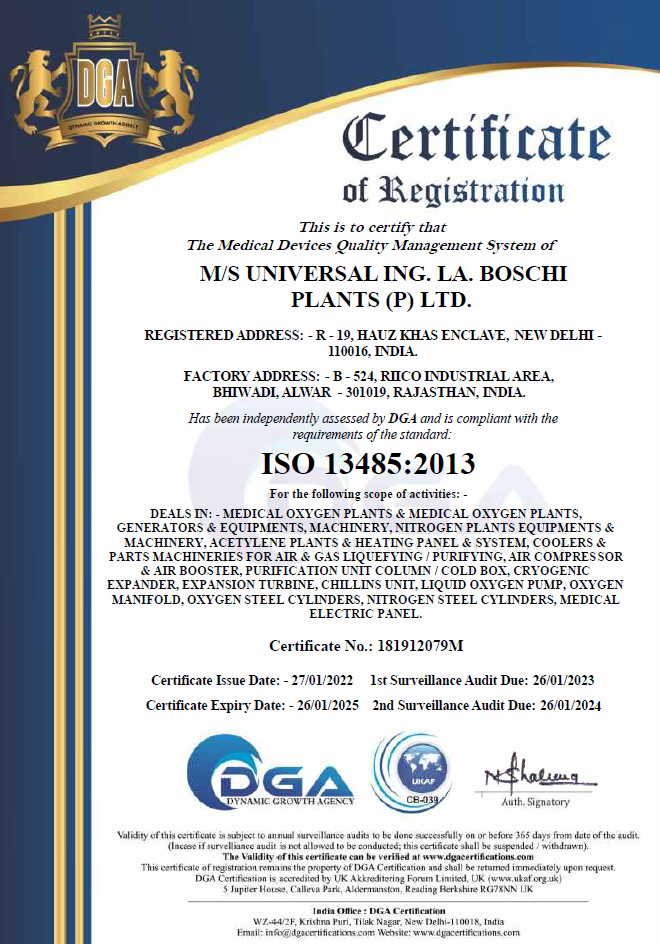 DGA
DYNAMIC GROWTH AGENCY
Certificate
of Registration
This is to certify that
The Medical Devices Quality Management System of
M/S UNIVERSAL ING. LA. BOSCHI
PLANTS (P) LTD.
REGISTERED ADDRESS: - R - 19, HAUZ KHAS ENCLAVE, NEW DELHI -
110016, INDIA.
FACTORY ADDRESS: - B - 524, RIICO INDUSTRIAL AREA,
BHIWADI, ALWAR - 301019, RAJASTHAN, INDIA.
Has been independently assessed by DGA and is compliant with the
requirements of the standard:
ISO 13485:2013
For the following scope of activities: -
DEALS IN: - MEDICAL OXYGEN PLANTS & MEDICAL OXYGEN PLANTS,
GENERATORS & EQUIPMENTS, MACHINERY, NITROGEN PLANTS EQUIPMENTS &
MACHINERY, ACETYLENE PLANTS & HEATING PANEL & SYSTEM, COOLERS &
PARTS MACHINERIES FOR AIR & GAS LIQUEFYING / PURIFYING, AIR COMPRESSOR
& AIR BOOSTER, PURIFICATION UNIT COLUMN / COLD BOX, CRYOGENIC
EXPANDER, EXPANSION TURBINE, CHILLINS UNIT, LIQUID OXYGEN PUMP, OXYGEN
MANIFOLD, OXYGEN STEEL CYLINDERS, NITROGEN STEEL CYLINDERS, MEDICAL
ELECTRIC PANEL.
Certificate No.: 181912079M
Certificate Issue Date: - 27/01/2022 1st Surveillance Audit Due: 26/01/2023
Certificate Expiry Date: - 26/01/2025 2nd Surveillance Audit Due: 26/01/2024
DGA
DYNAMIC GROWTH AGENCY
UKAF
CB-039
Auth. Signatory
Validity of this certificate is subject to annual surveillance audits to be done successfully on or before 365 days from date of the audit.
(Incase if survelliance audit is not allowed to be conducted; this certificate shall be suspended / withdrawn).
The Validity of this certificate can be verified at www.dgacertifications.com
This certificate of registration remains the property of DGA Certification and shall be returned immediately upon request.
DGA Certification is accredited by UK Akkreditering Forum Limited, UK (www.ukaf.org.uk)
5 Jupiter House, Calleva Park, Aldermanston, Reading Berkshire RG78NN UK
India Office : DGA Certification
WZ-44/2F, Krishna Puri, Tilak Nagar, New Delhi-110018, India
Email: info@dgacertifications.com Website: www.dgacertifications.com